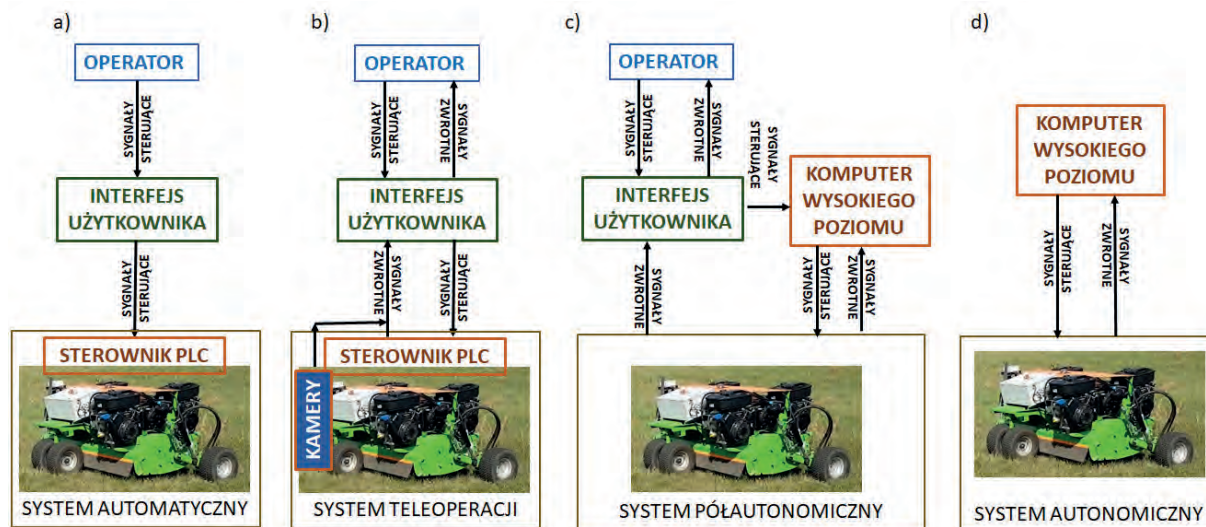 a)
OPERATOR
SYGNAŁY
STERUJĄCE
INTERFEJS
UŻYTKOWNIKA
SYGNAŁY
STERUJĄCE
STEROWNIK PLC
SYSTEM AUTOMATYCZNY
b)
OPERATOR
SYGNAŁY
STERUJĄCE
SYGNAŁY
ZWROTNE
INTERFEJS
UŻYTKOWNIKA
SYGNAŁY
ZWROTNE
SYGNAŁY
STERUJĄCE
STEROWNIK PLC
KAMERY
SYSTEM TELEOPERACJI
c)
OPERATOR
SYGNAŁY
STERUJĄCE
SYGNAŁY
ZWROTNE
INTERFEJS
UŻYTKOWNIKA
SYGNAŁY
STERUJĄCE
KOMPUTER
WYSOKIEGO
POZIOMU
SYGNAŁY
ZWROTNE
SYGNAŁY
STERUJĄCE
SYGNAŁY
ZWROTNE
SYSTEM PÓŁAUTONOMICZNY
d)
KOMPUTER
WYSOKIEGO
POZIOMU
SYGNAŁY
STERUJĄCE
SYGNAŁY
ZWROTNE
SYSTEM AUTONOMICZNY